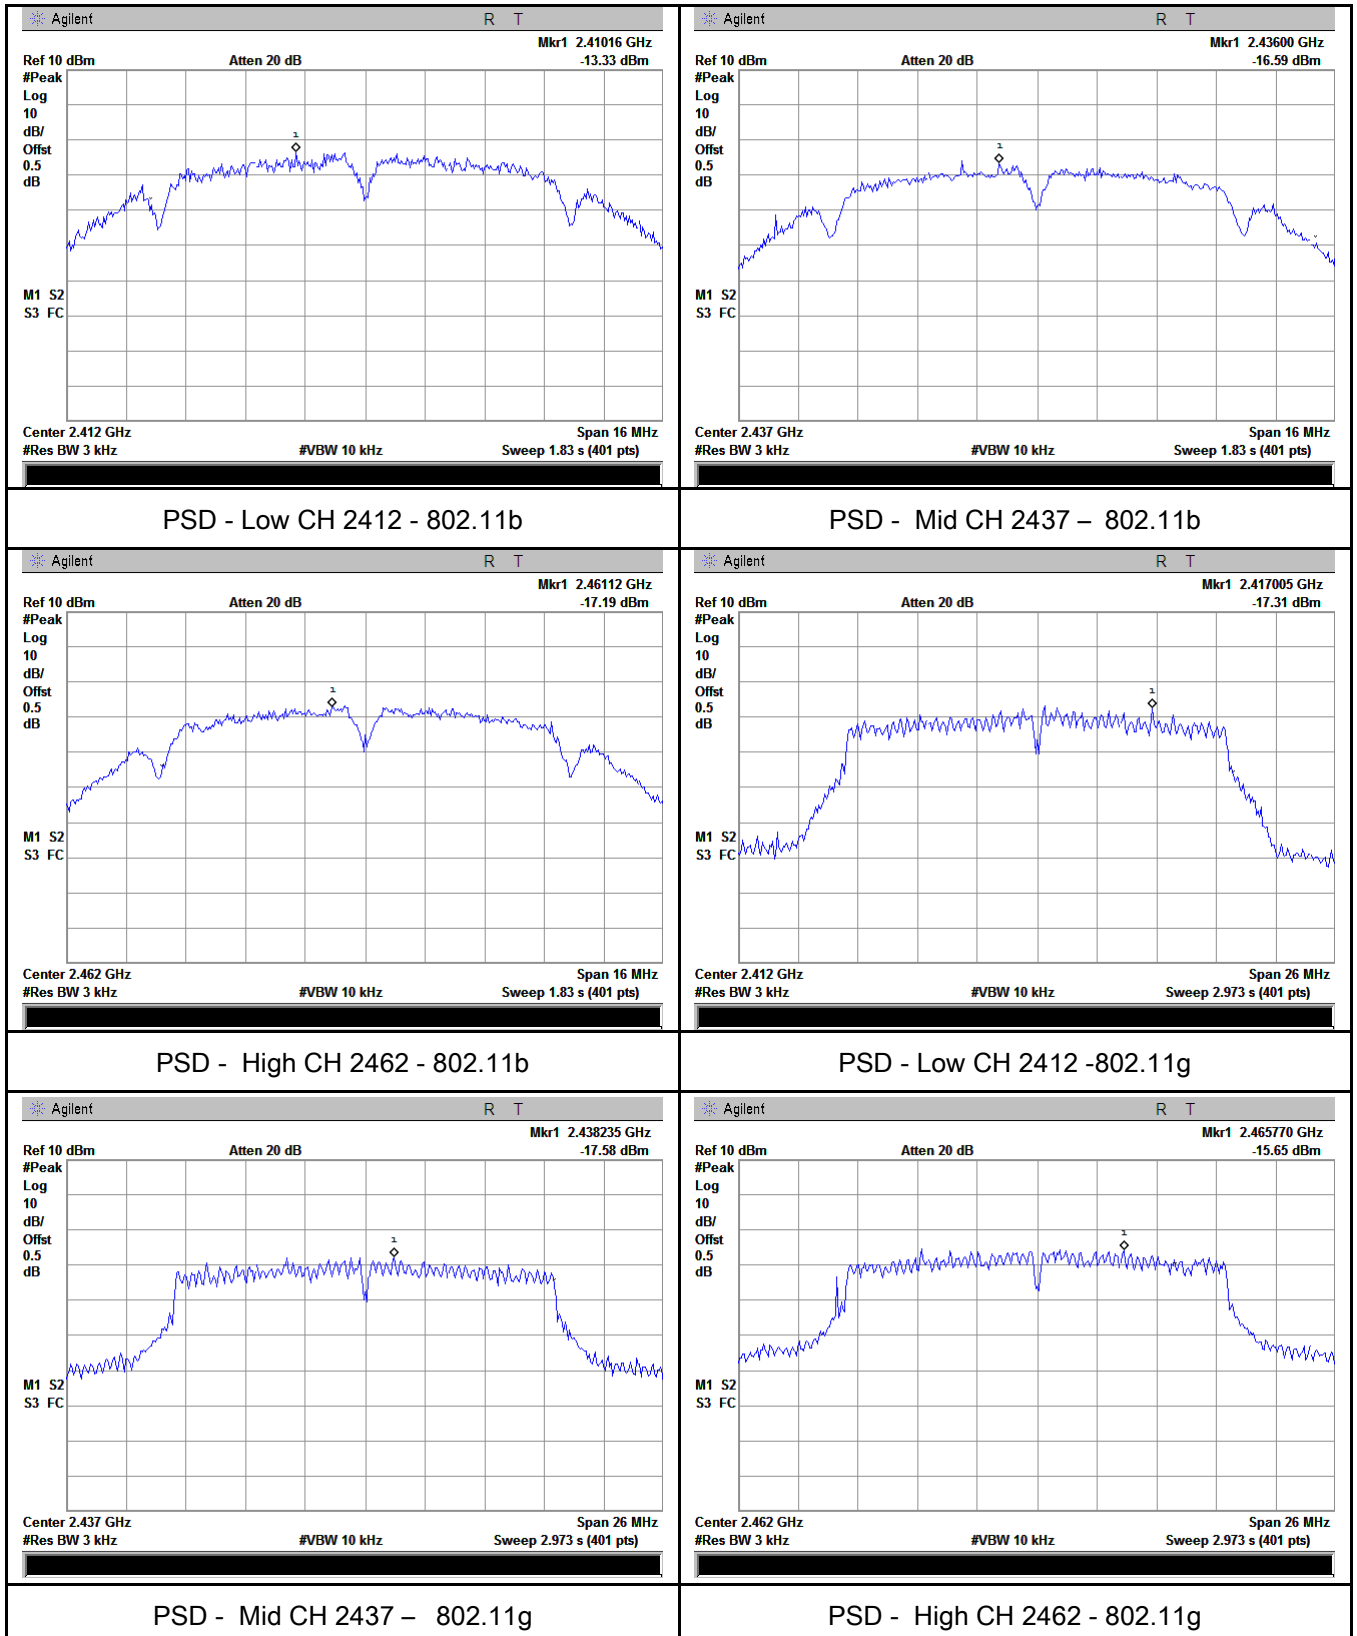 Agilent R T
Mkr1 2.41016 GHz
Ref 10 dBm Atten 20 dB -13.33 dBm
#Peak
Log
10
dB/
Offst
0.5
dB
1
M1 S2
S3 FC
Center 2.412 GHz Span 16 MHz
#Res BW 3 kHz #VBW 10 kHz Sweep 1.83 s (401 pts)
PSD - Low CH 2412 - 802.11b
Agilent R T
Mkr1 2.43600 GHz
Ref 10 dBm Atten 20 dB -16.59 dBm
#Peak
Log
10
dB/
Offst
0.5
dB
1
M1 S2
S3 FC
Center 2.437 GHz Span 16 MHz
#Res BW 3 kHz #VBW 10 kHz Sweep 1.83 s (401 pts)
PSD - Mid CH 2437 – 802.11b
Agilent R T
Mkr1 2.46112 GHz
Ref 10 dBm Atten 20 dB -17.19 dBm
#Peak
Log
10
dB/
Offst
0.5
dB
1
M1 S2
S3 FC
Center 2.462 GHz Span 16 MHz
#Res BW 3 kHz #VBW 10 kHz Sweep 1.83 s (401 pts)
PSD - High CH 2462 - 802.11b
Agilent R T
Mkr1 2.417005 GHz
Ref 10 dBm Atten 20 dB -17.31 dBm
#Peak
Log
10
dB/
Offst
0.5
dB
1
M1 S2
S3 FC
Center 2.412 GHz Span 26 MHz
#Res BW 3 kHz #VBW 10 kHz Sweep 2.973 s (401 pts)
PSD - Low CH 2412 -802.11g
Agilent R T
Mkr1 2.438235 GHz
Ref 10 dBm Atten 20 dB -17.58 dBm
#Peak
Log
10
dB/
Offst
0.5
dB
1
M1 S2
S3 FC
Center 2.437 GHz Span 26 MHz
#Res BW 3 kHz #VBW 10 kHz Sweep 2.973 s (401 pts)
PSD - Mid CH 2437 – 802.11g
Agilent R T
Mkr1 2.465770 GHz
Ref 10 dBm Atten 20 dB -15.65 dBm
#Peak
Log
10
dB/
Offst
0.5
dB
1
M1 S2
S3 FC
Center 2.462 GHz Span 26 MHz
#Res BW 3 kHz #VBW 10 kHz Sweep 2.973 s (401 pts)
PSD - High CH 2462 - 802.11g